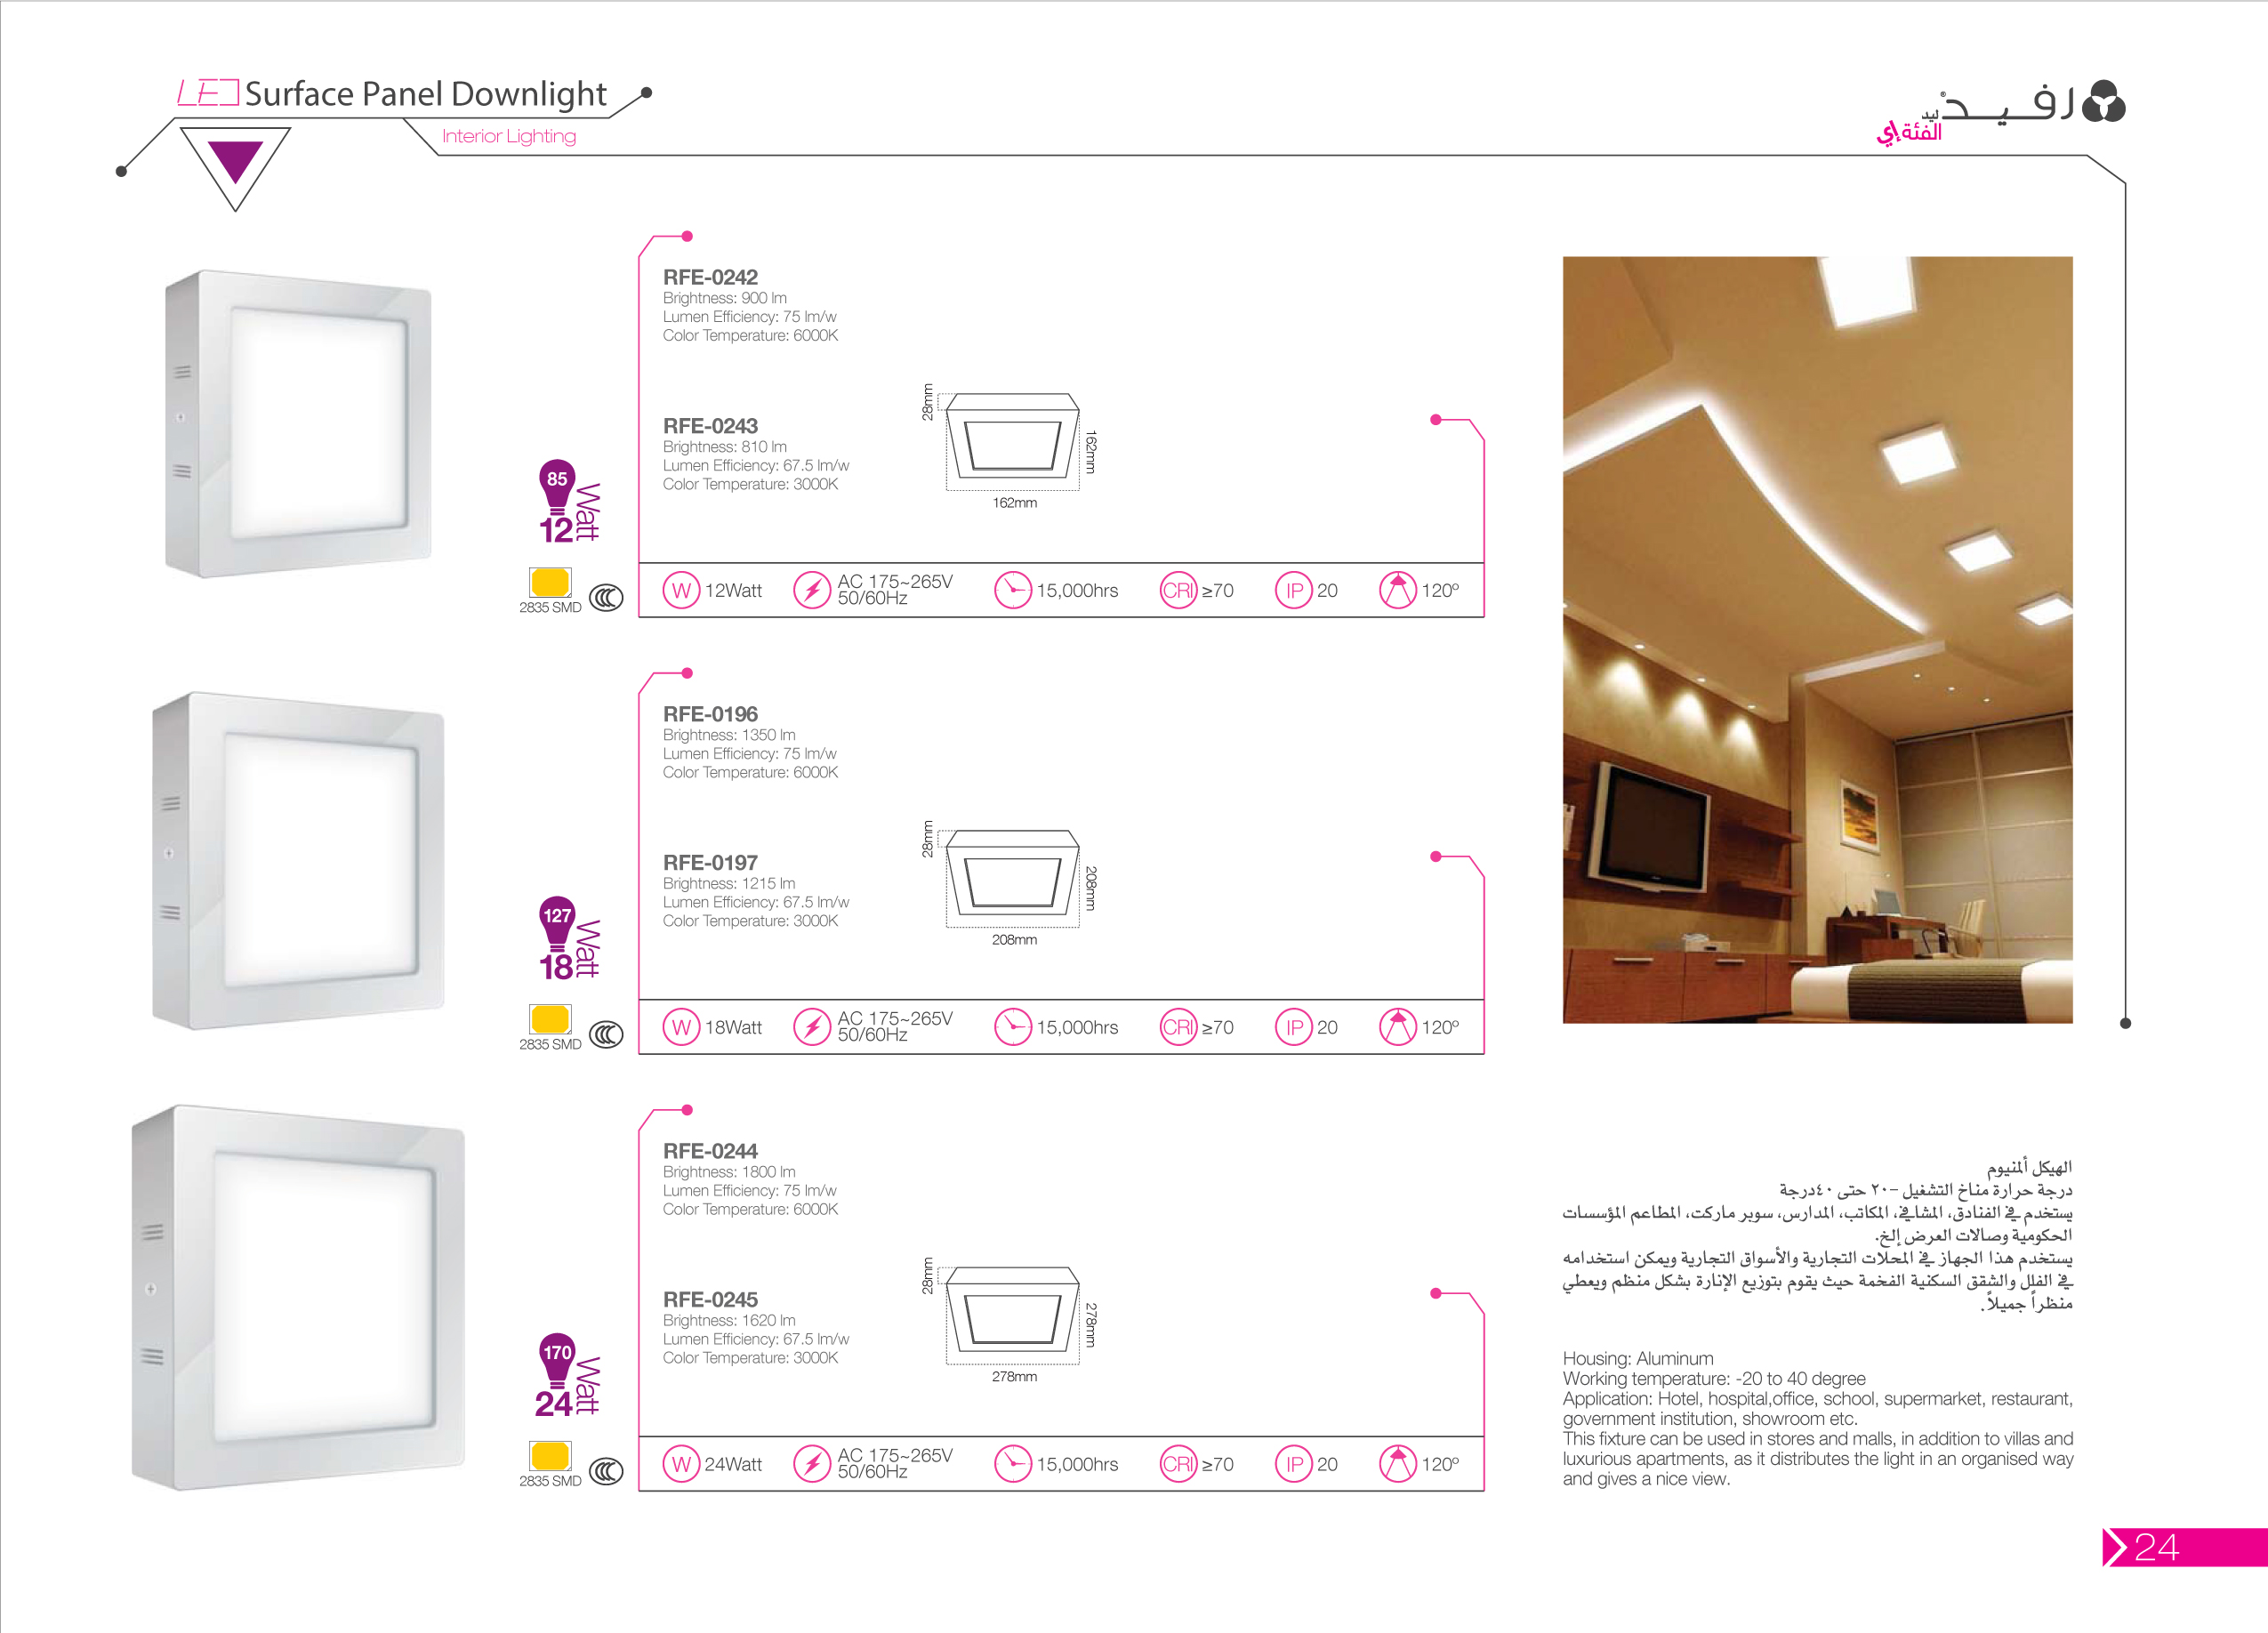 LED Surface Panel Downlight
Interior Lighting
رفيد®
ليد
الفئة إي
RFE-0242
Brightness: 900 lm
Lumen Efficiency: 75 lm/w
Color Temperature: 6000K
RFE-0243
Brightness: 810 lm
Lumen Efficiency: 67.5 lm/w
Color Temperature: 3000K
28mm
162mm
162mm
85
12 Watt
2835 SMD
W 12Watt
AC 175~265V
50/60Hz
15,000hrs
CRI ≥70
IP 20
120º
RFE-0196
Brightness: 1350 lm
Lumen Efficiency: 75 lm/w
Color Temperature: 6000K
RFE-0197
Brightness: 1215 lm
Lumen Efficiency: 67.5 lm/w
Color Temperature: 3000K
28mm
208mm
208mm
127
18 Watt
2835 SMD
W 18Watt
AC 175~265V
50/60Hz
15,000hrs
CRI ≥70
IP 20
120º
RFE-0244
Brightness: 1800 lm
Lumen Efficiency: 75 lm/w
Color Temperature: 6000K
RFE-0245
Brightness: 1620 lm
Lumen Efficiency: 67.5 lm/w
Color Temperature: 3000K
28mm
278mm
278mm
170
24 Watt
2835 SMD
W 24Watt
AC 175~265V
50/60Hz
15,000hrs
CRI ≥70
IP 20
120º
الهيكل ألمنيوم
درجة حرارة مناخ التشغيل -٢٠ حتى ٤٠درجة
يستخدم في الفنادق، المشافي، المكاتب، المدارس، سوبر ماركت، المطاعم المؤسسات
الحكومية وصالات العرض إلخ.
يستخدم هذا الجهاز في المحلات التجارية والأسواق التجارية ويمكن استخدامه
في الفلل والشقق السكنية الفخمة حيث يقوم بتوزيع الإنارة بشكل منظم ويعطي
منظراً جميلاً.
Housing: Aluminum
Working temperature: -20 to 40 degree
Application: Hotel, hospital,office, school, supermarket, restaurant,
government institution, showroom etc.
This fixture can be used in stores and malls, in addition to villas and
luxurious apartments, as it distributes the light in an organised way
and gives a nice view.
24